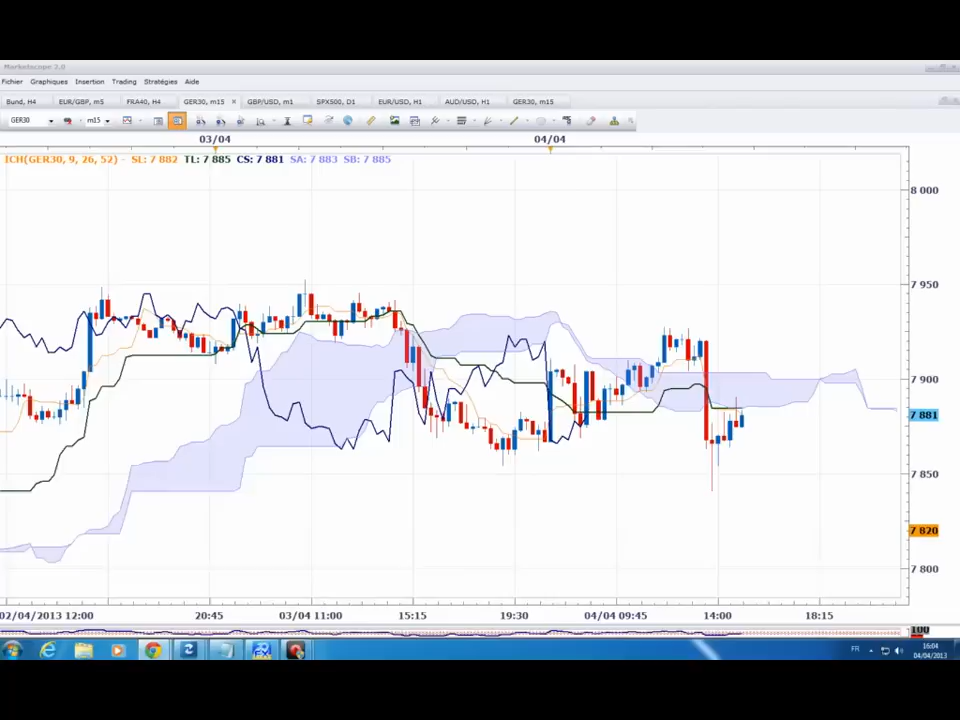 Marketscope 2.0
Fichier Graphiques Insertion Trading Stratégies Aide
Bund, H4 EUR/GBP, m5 FRA40, H4 GER30, m15 × GBP/USD, m1 SPX500, D1 EUR/USD, H1 AUD/USD, H1 GER30, m15
GER30 m15
03/04 04/04
ICH(GER30, 9, 26, 52) - SL: 7 882 TL: 7 885 CS: 7 881 SA: 7 883 SB: 7 885
8 000
7 950
7 900
7 881
7 850
7 820
7 800
02/04/2013 12:00 20:45 03/04 11:00 15:15 19:30 04/04 09:45 14:00 18:15
100
FR 16:04
04/04/2013